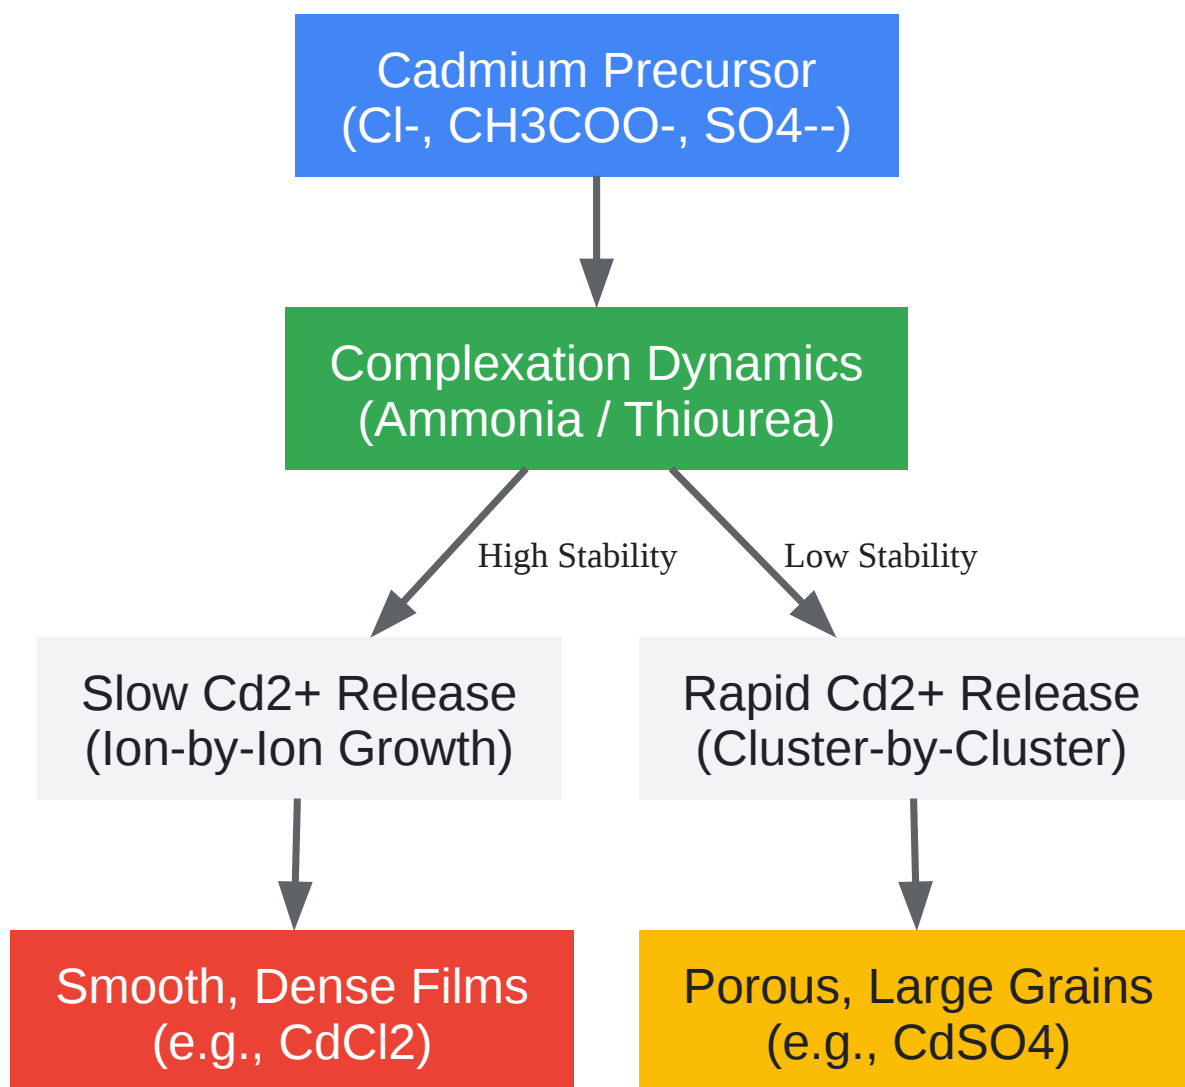 Cadmium Precursor
(Cl-, CH3COO-, SO4--)
Complexation Dynamics
(Ammonia / Thiourea)
High Stability
Low Stability
Slow Cd2+ Release
(Ion-by-Ion Growth)
Rapid Cd2+ Release
(Cluster-by-Cluster)
Smooth, Dense Films
(e.g., CdCl2)
Porous, Large Grains
(e.g., CdSO4)